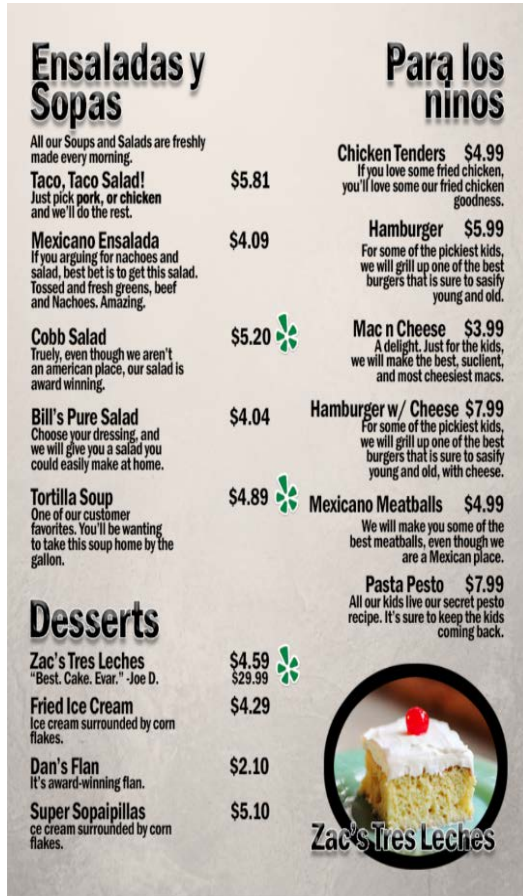 Ensaladas y
Sopas
All our Soups and Salads are freshly
made every morning.
Taco, Taco Salad! $5.81
Just pick pork, or chicken
and we'll do the rest.
Mexicano Ensalada $4.09
If you arguing for nachoes and
salad, best bet is to get this salad.
Tossed and fresh greens, beef
and Nachoes. Amazing.
Cobb Salad $5.20
Truely, even though we aren't
an american place, our salad is
award winning.
Bill's Pure Salad $4.04
Choose your dressing, and
we will give you a salad you
could easily make at home.
Tortilla Soup $4.89
One of our customer
favorites. You'll be wanting
to take this soup home by the
gallon.
Desserts
Zac's Tres Leches $4.59
"Best. Cake. Evar." -Joe D. $29.99
Fried Ice Cream $4.29
Ice cream surrounded by corn
flakes.
Dan's Flan $2.10
It's award-winning flan.
Super Sopaipillas $5.10
ce cream surrounded by corn
flakes.
Para los
ninos
Chicken Tenders $4.99
If you love some fried chicken,
you'll love some our fried chicken
goodness.
Hamburger $5.99
For some of the pickiest kids,
we will grill up one of the best
burgers that is sure to sasify
young and old.
Mac n Cheese $3.99
A delight. Just for the kids,
we will make the best, suclient,
and most cheesiest macs.
Hamburger w/ Cheese $7.99
For some of the pickiest kids,
we will grill up one of the best
burgers that is sure to sasify
young and old, with cheese.
Mexicano Meatballs $4.99
We will make you some of the
best meatballs, even though we
are a Mexican place.
Pasta Pesto $7.99
All our kids live our secret pesto
recipe. It's sure to keep the kids
coming back.
Zac's Tres Leches